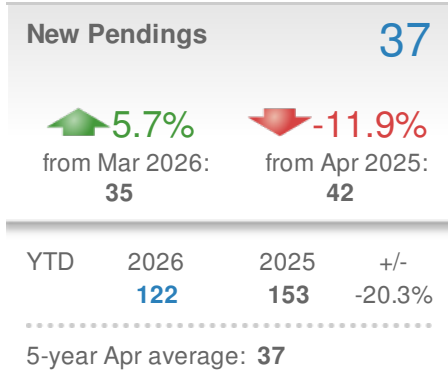 New Pendings 37
5.7% -11.9%
from Mar 2026: from Apr 2025:
35 42
YTD 2026 2025 +/-
122 153 -20.3%
5-year Apr average: 37